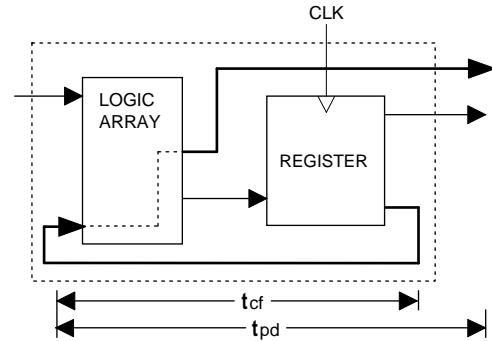 CLK
LOGIC
ARRAY
REGISTER
tcf
tpd